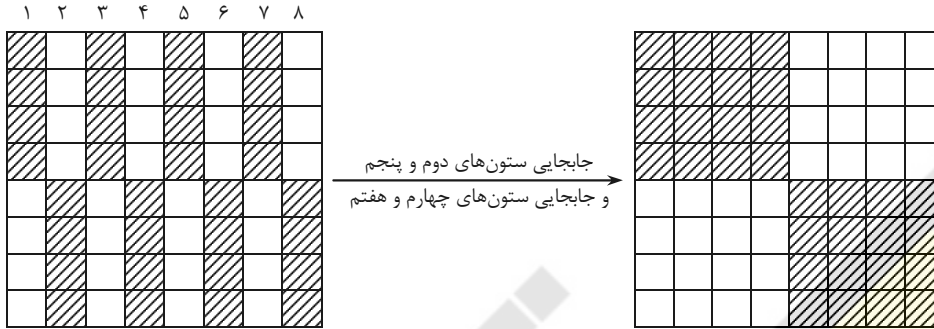 ۱ ۲ ۳ ۴ ۵ ۶ ۷ ۸
جابجایی ستون‌های دوم و پنجم
و جابجایی ستون‌های چهارم و هفتم